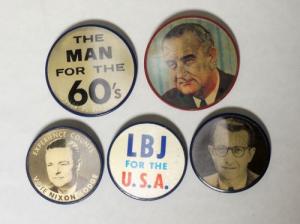 THE
MAN
FOR THE
60's
EXPERIENCE COUNTS
VOTE NIXON LODGE
LBJ
FOR THE
U.S.A.